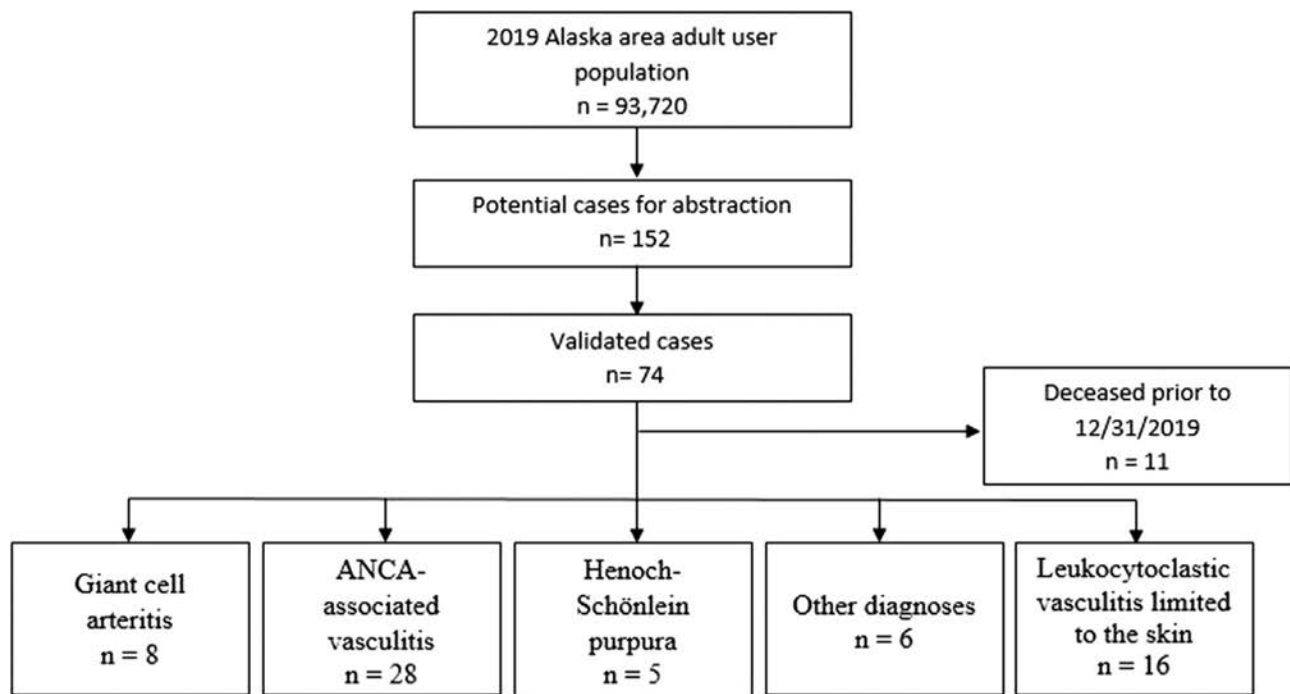 2019 Alaska area adult user
population
n = 93,720
Potential cases for abstraction
n= 152
Validated cases
n= 74
Deceased prior to
12/31/2019
n = 11
Giant cell
arteritis
n = 8
ANCA-
associated
vasculitis
n = 28
Henoch-
Schönlein
purpura
n = 5
Other diagnoses
n = 6
Leukocytoclastic
vasculitis limited
to the skin
n = 16